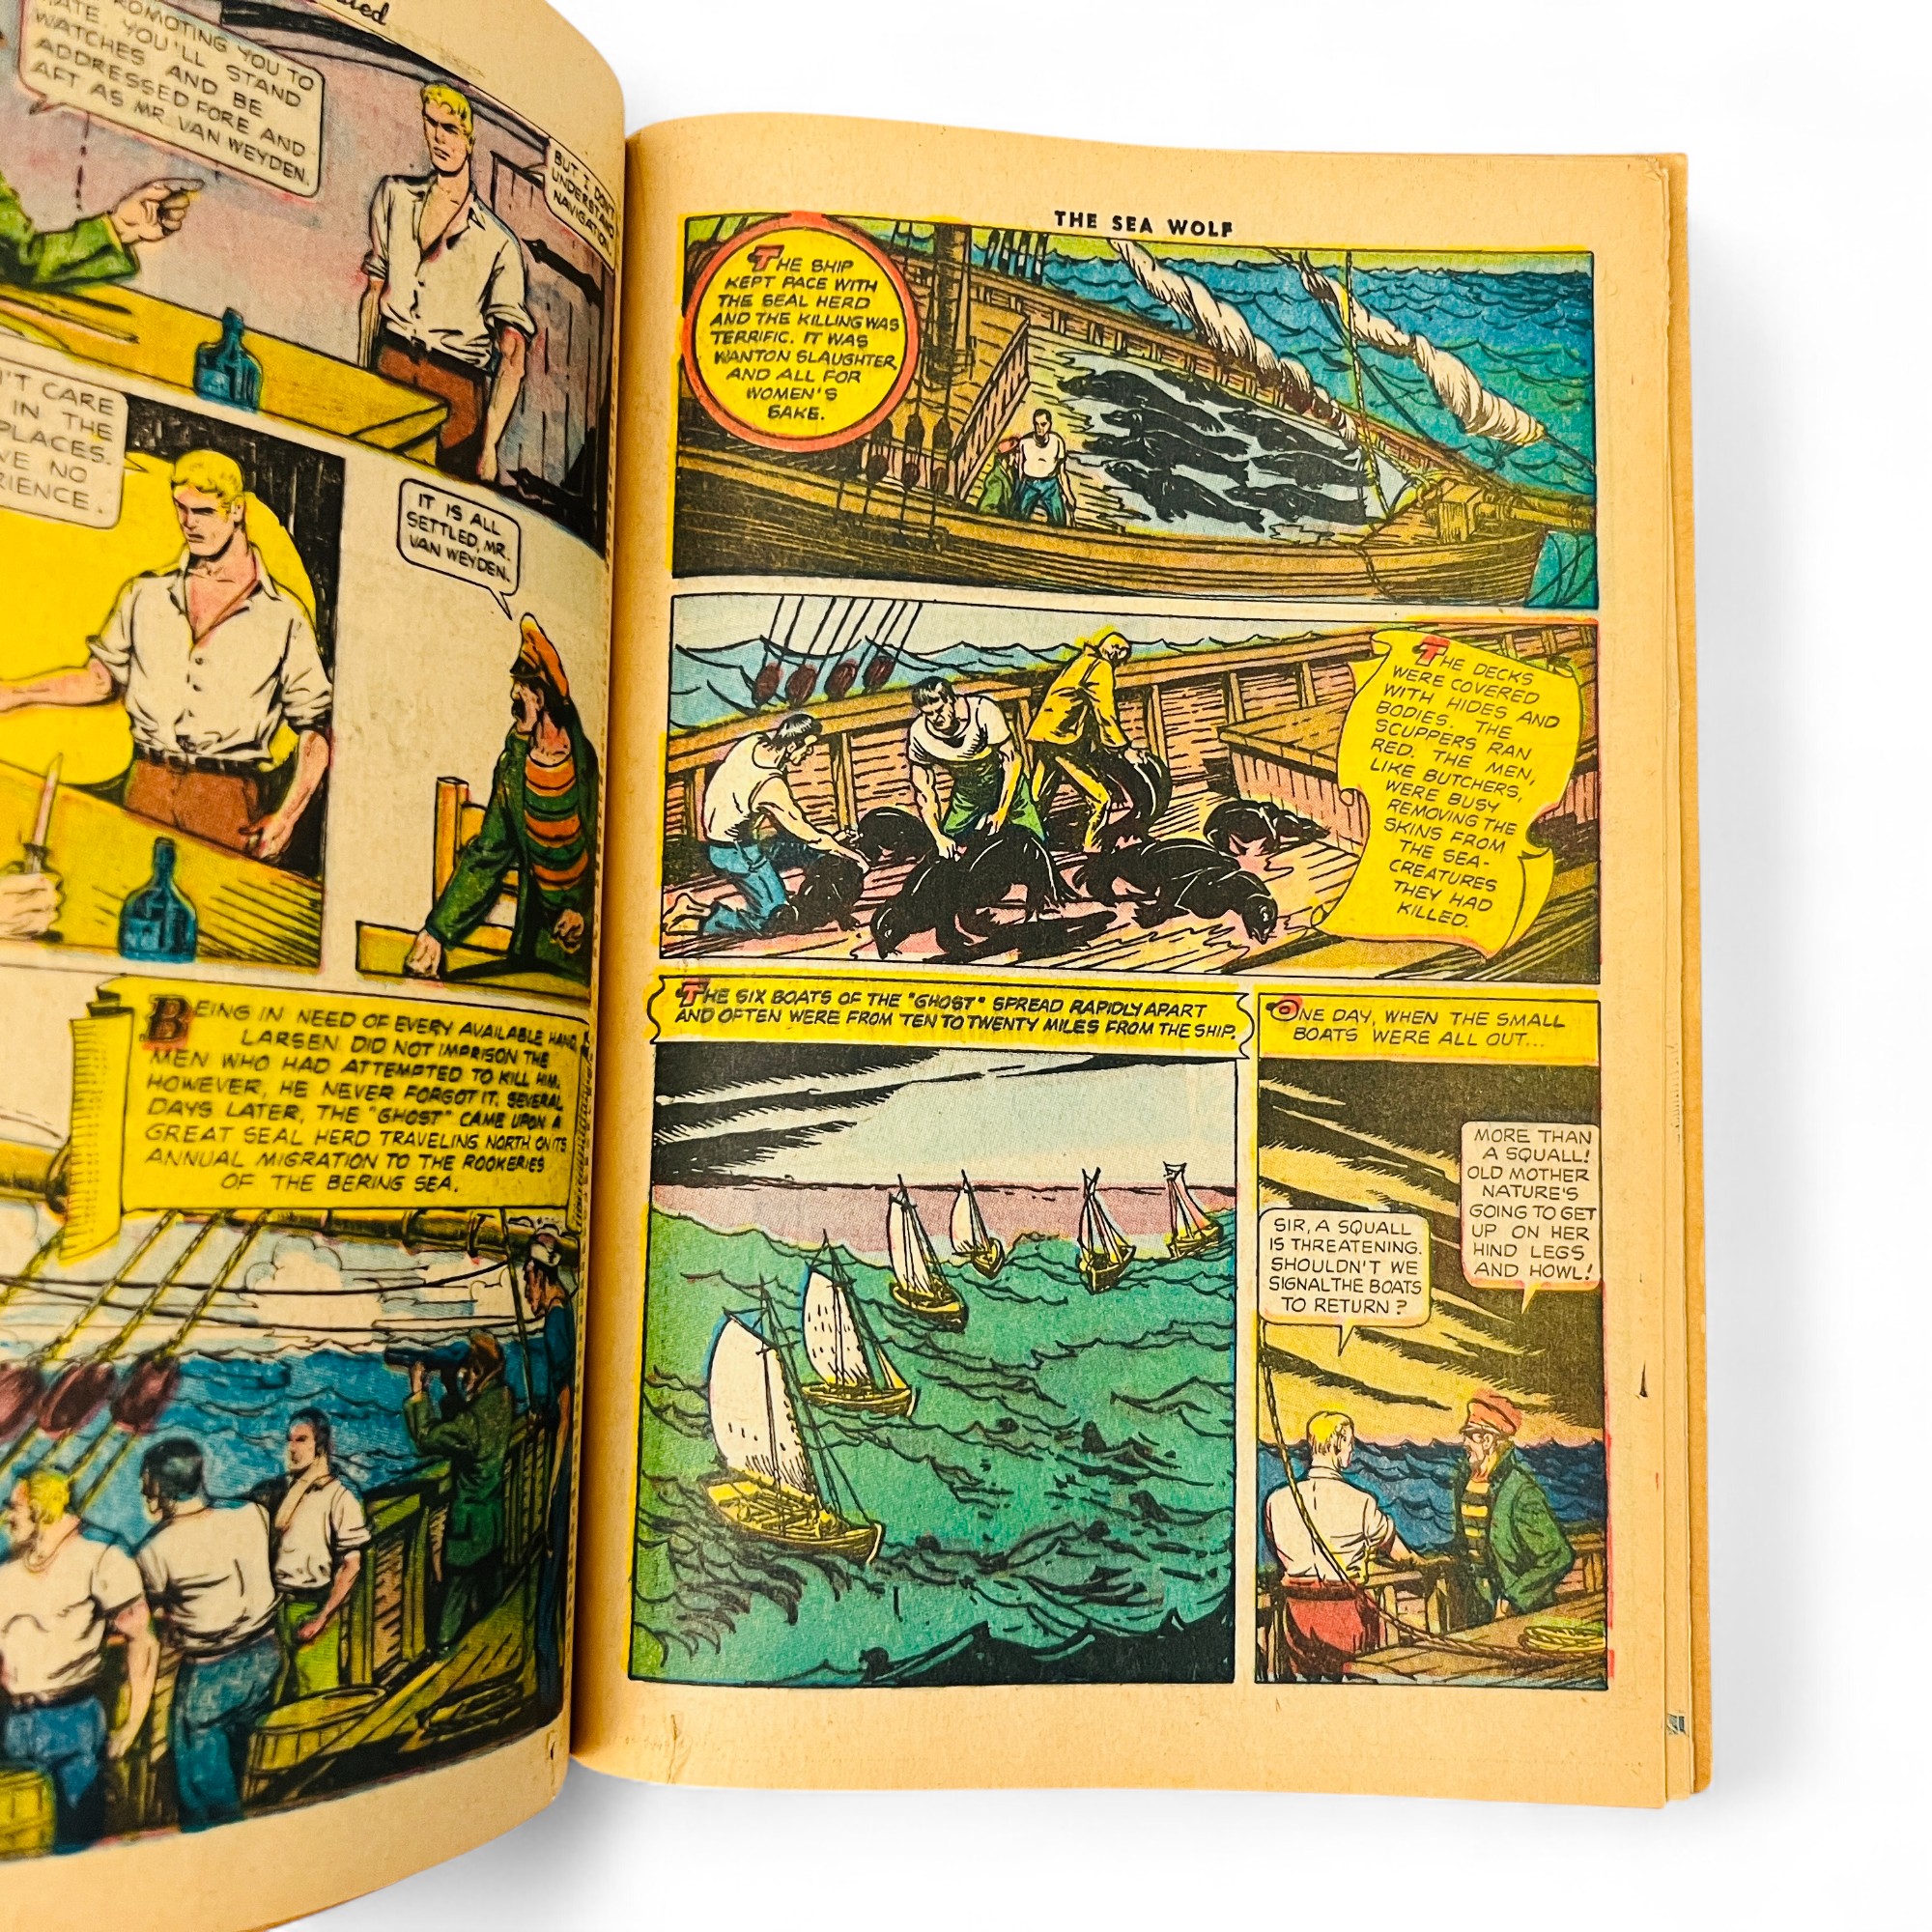 ROMOTING YOU TO
MATE. YOU'LL STAND
WATCHES AND BE
ADDRESSED FORE AND
AFT AS MR. VAN WEYDEN.
BUT I DON'T
UNDERSTAND
NAVIGATION.
N'T CARE
IN THE
PLACES.
VE NO
RIENCE.
IT IS ALL
SETTLED, MR.
VAN WEYDEN.
BEING IN NEED OF EVERY AVAILABLE HAND,
LARSEN DID NOT IMPRISON THE
MEN WHO HAD ATTEMPTED TO KILL HIM.
HOWEVER, HE NEVER FORGOT IT. SEVERAL
DAYS LATER, THE "GHOST" CAME UPON A
GREAT SEAL HERD TRAVELING NORTH ON ITS
ANNUAL MIGRATION TO THE ROOKERIES
OF THE BERING SEA.
THE SEA WOLF
THE SHIP
KEPT PACE WITH
THE SEAL HERD
AND THE KILLING WAS
TERRIFIC. IT WAS
WANTON SLAUGHTER
AND ALL FOR
WOMEN'S
SAKE.
THE DECKS
WERE COVERED
WITH HIDES AND
BODIES. THE
SCUPPERS RAN
RED. THE MEN,
LIKE BUTCHERS,
WERE BUSY
REMOVING THE
SKINS FROM
THE SEA-
CREATURES
THEY HAD
KILLED.
THE SIX BOATS OF THE "GHOST" SPREAD RAPIDLY APART
AND OFTEN WERE FROM TEN TO TWENTY MILES FROM THE SHIP.
ONE DAY, WHEN THE SMALL
BOATS WERE ALL OUT...
SIR, A SQUALL
IS THREATENING.
SHOULDN'T WE
SIGNAL THE BOATS
TO RETURN?
MORE THAN
A SQUALL!
OLD MOTHER
NATURE'S
GOING TO GET
UP ON HER
HIND LEGS
AND HOWL!